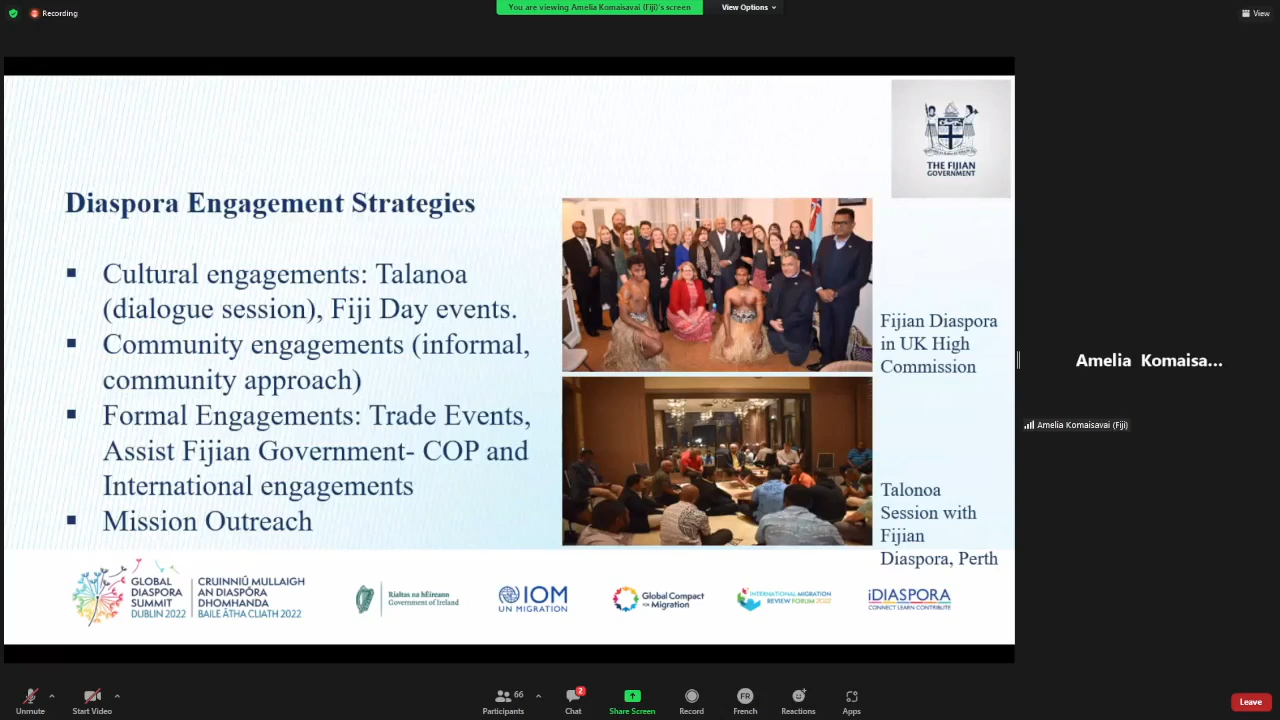 Recording
You are viewing Amelia Komaisavai (Fiji)'s screen
View Options
View
THE FIJIAN
GOVERNMENT
Diaspora Engagement Strategies
Cultural engagements: Talanoa
(dialogue session), Fiji Day events.
Community engagements (informal,
community approach)
Formal Engagements: Trade Events,
Assist Fijian Government- COP and
International engagements
Mission Outreach
Fijian Diaspora
in UK High
Commission
Talonoa
Session with
Fijian
Diaspora, Perth
Amelia Komaisa...
Amelia Komaisavai (Fiji)
GLOBAL
DIASPORA
SUMMIT
DUBLIN 2022
CRUINNIÚ MULLAIGH
AN DIASPÓRA
DHOMHANDA
BAILE ÁTHA CLIATH 2022
Rialtas na hÉireann
Government of Ireland
IOM
UN MIGRATION
Global Compact
for Migration
INTERNATIONAL MIGRATION
REVIEW FORUM 2022
iDIASPORA
CONNECT LEARN CONTRIBUTE
Unmute
Start Video
66
Participants
2
Chat
Share Screen
Record
FR
French
Reactions
Apps
Leave